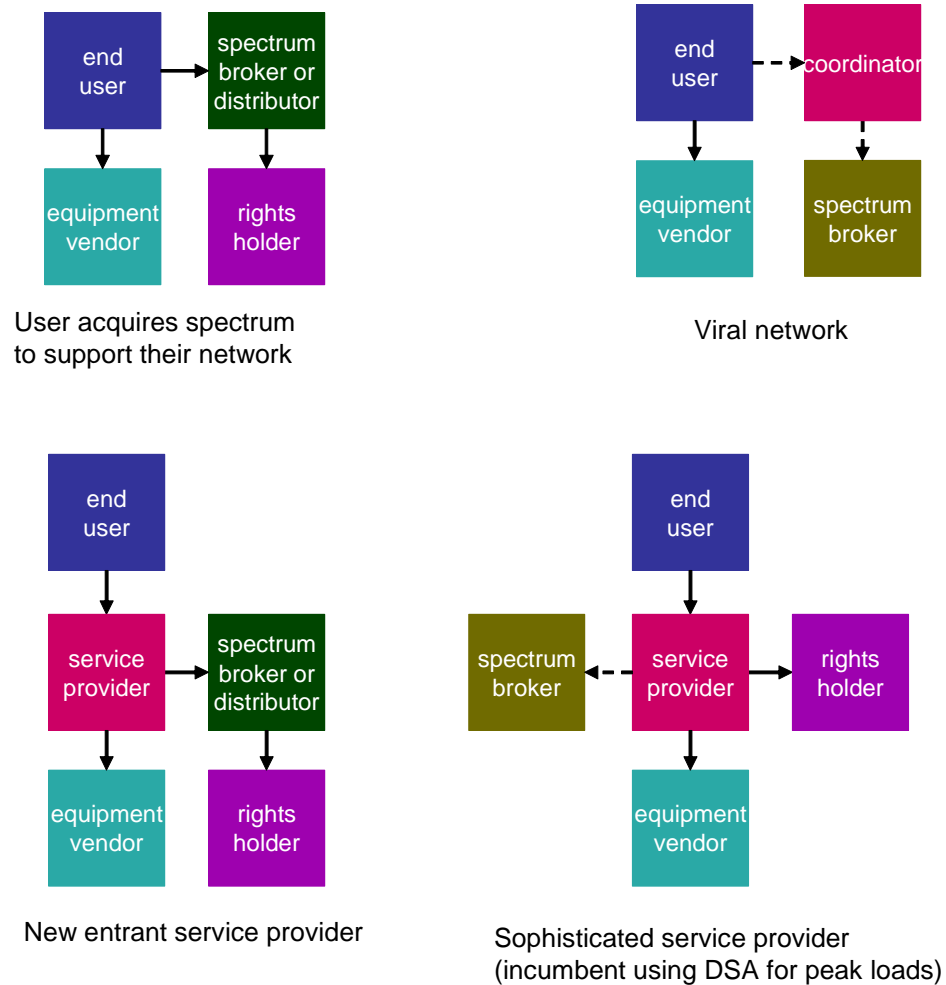 end
user
spectrum
broker or
distributor
equipment
vendor
rights
holder
User acquires spectrum
to support their network
end
user
coordinator
equipment
vendor
spectrum
broker
Viral network
end
user
service
provider
spectrum
broker or
distributor
equipment
vendor
rights
holder
New entrant service provider
end
user
spectrum
broker
service
provider
rights
holder
equipment
vendor
Sophisticated service provider
(incumbent using DSA for peak loads)